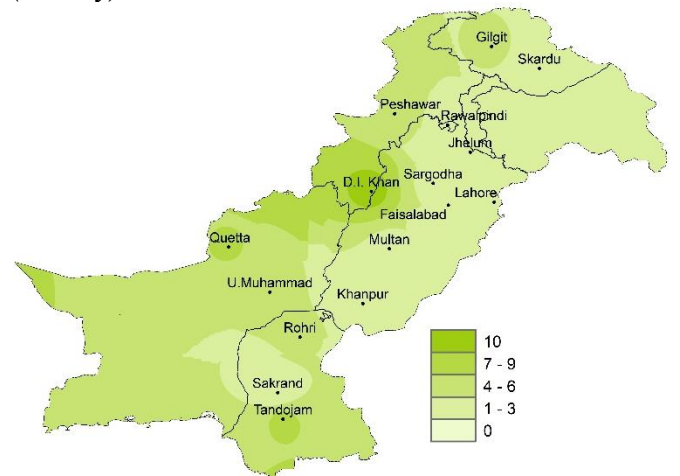 Gilgit
Skardu
Peshawar
Rawalpindi
Jhelum
D.I. Khan
Sargodha
Lahore
Faisalabad
Quetta
Multan
U.Muhammad
Khanpur
Rohri
10
7 - 9
4 - 6
Sakrand
1 - 3
Tandojam
0